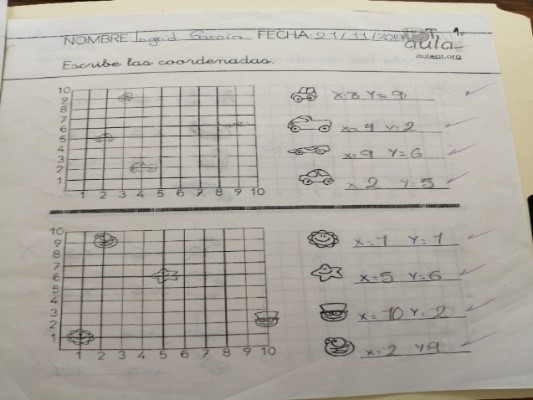 NOMBRE Ingrid García FECHA 21/11/20
aula
aulapt.org
Escribe las coordenadas.
10
9
8
7
6
5
4
3
2
1
1 2 3 4 5 6 7 8 9 10
X=3 Y=9
X=4 Y=2
X=9 Y=6
X=2 Y=5
10
9
8
7
6
5
4
3
2
1
1 2 3 4 5 6 7 8 9 10
X=1 Y=1
X=5 Y=6
X=10 Y=2
X=2 Y=9